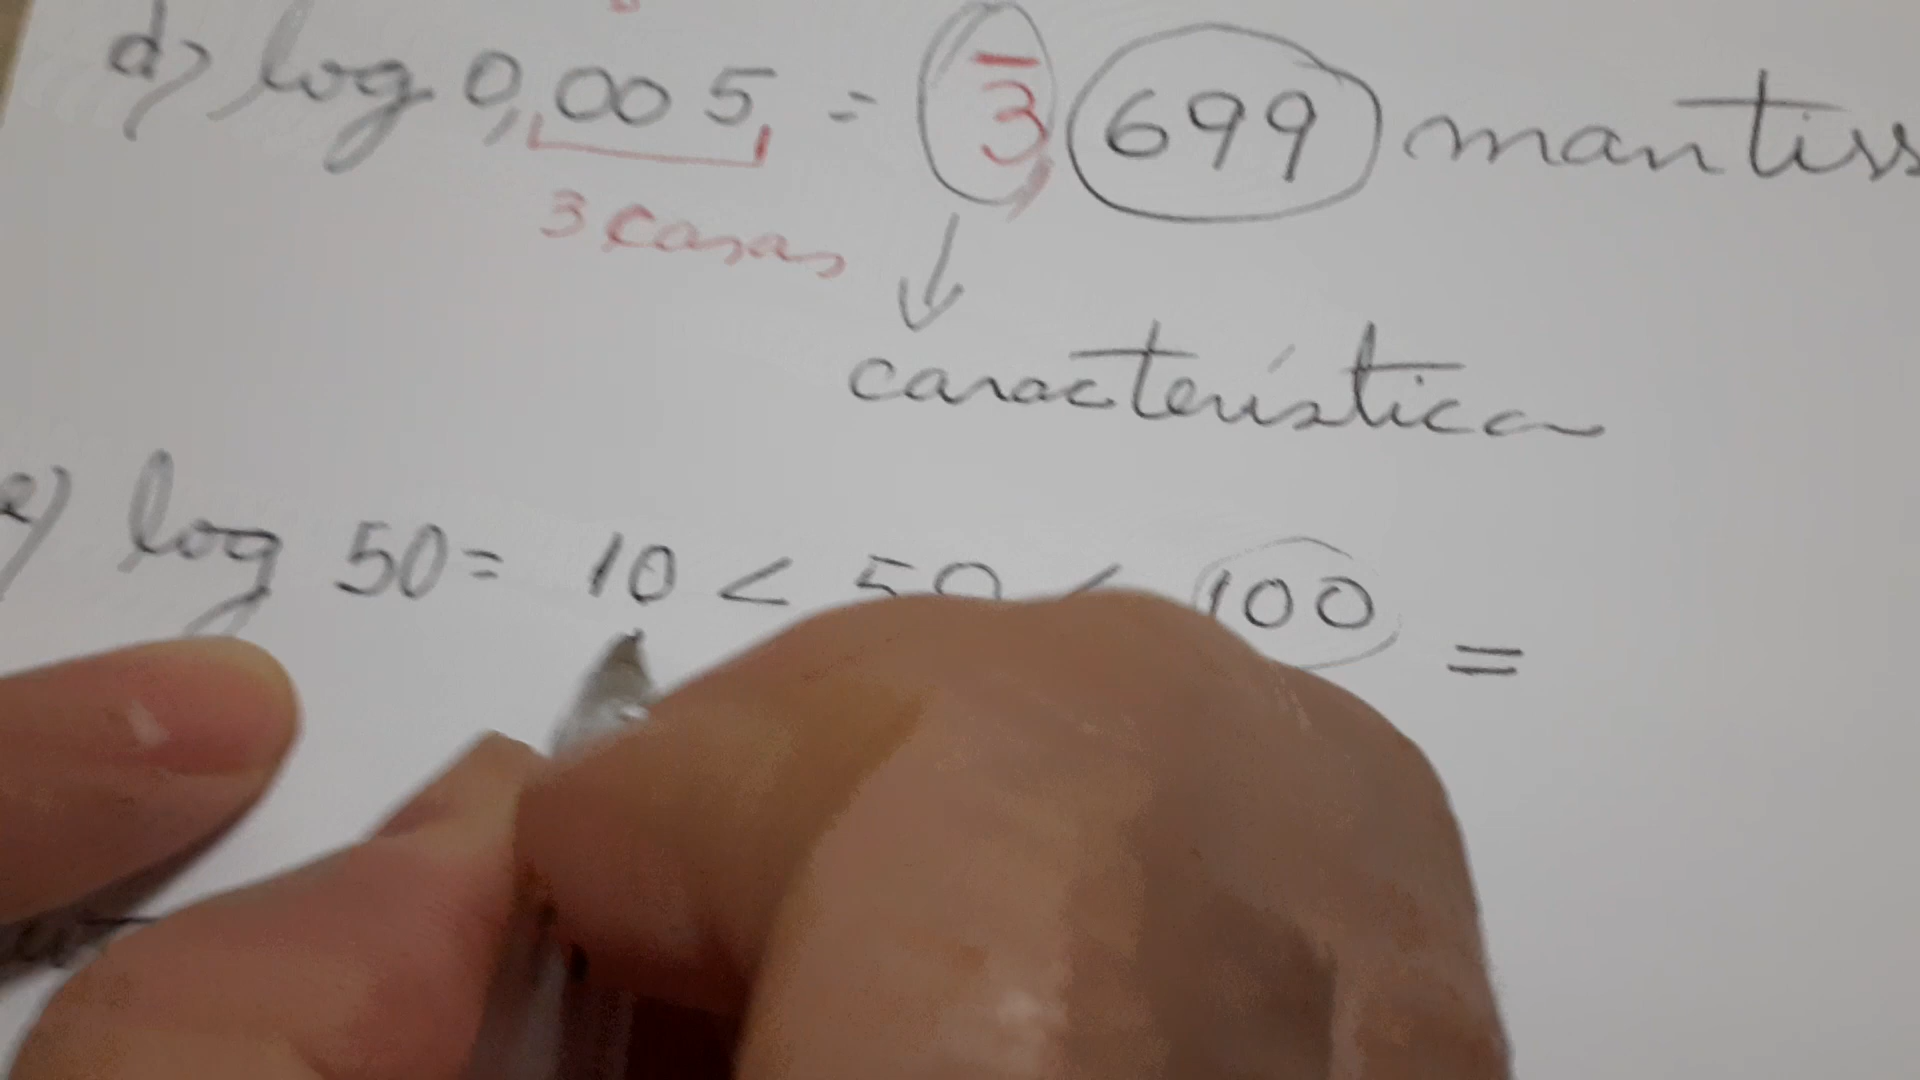 d) log 0,005 = 3̅,699 mantiss
3 casas
↓
característica
e) log 50 = 10 < 50 < 100 =